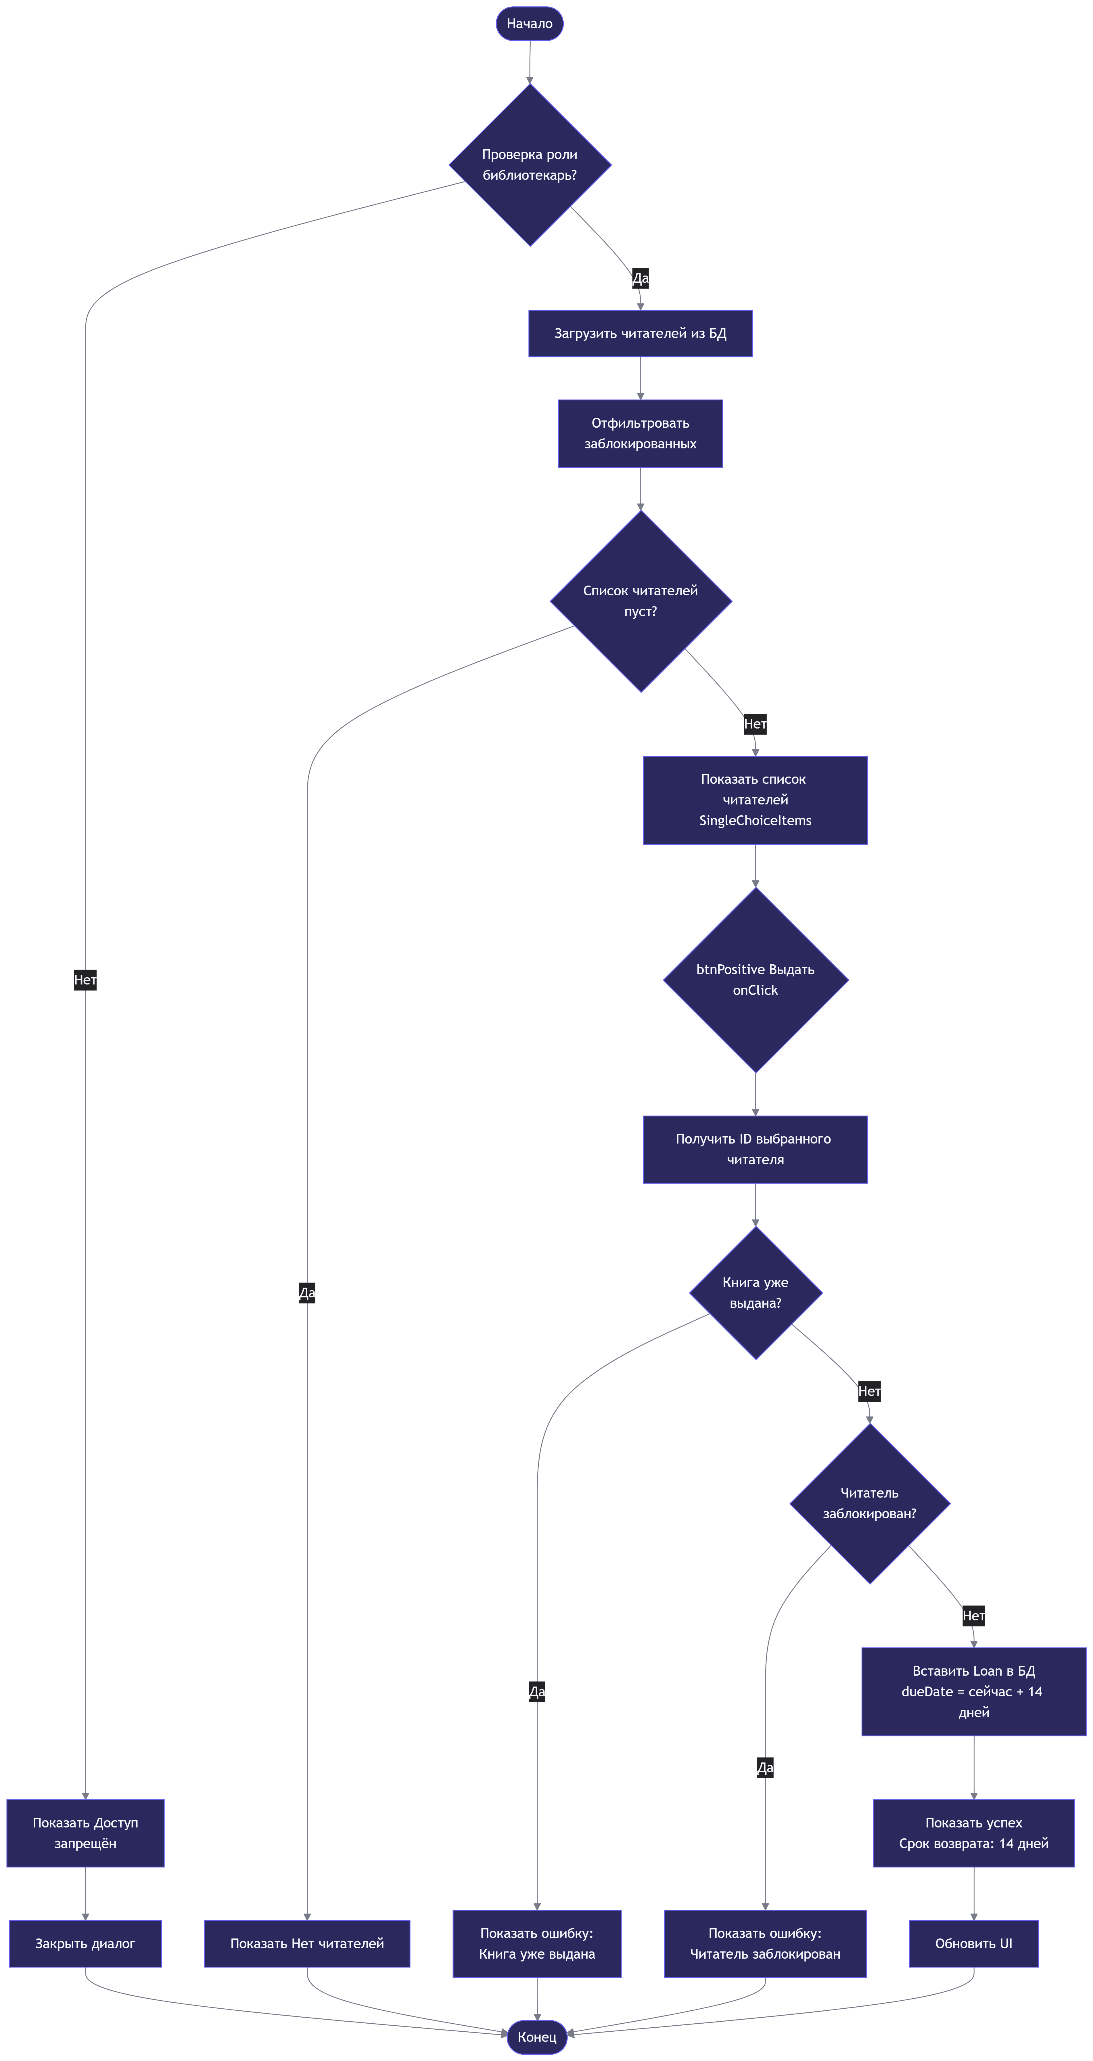 Начало
Проверка роли
библиотекарь?
Да
Загрузить читателей из БД
Отфильтровать
заблокированных
Список читателей
пуст?
Нет
Показать список
читателей
SingleChoiceItems
btnPositive Выдать
onClick
Нет
Получить ID выбранного
читателя
Книга уже
выдана?
Да
Нет
Читатель
заблокирован?
Нет
Вставить Loan в БД
dueDate = сейчас + 14
дней
Да
Да
Показать Доступ
запрещён
Показать успех
Срок возврата: 14 дней
Закрыть диалог
Показать Нет читателей
Показать ошибку:
Книга уже выдана
Показать ошибку:
Читатель заблокирован
Обновить UI
Конец